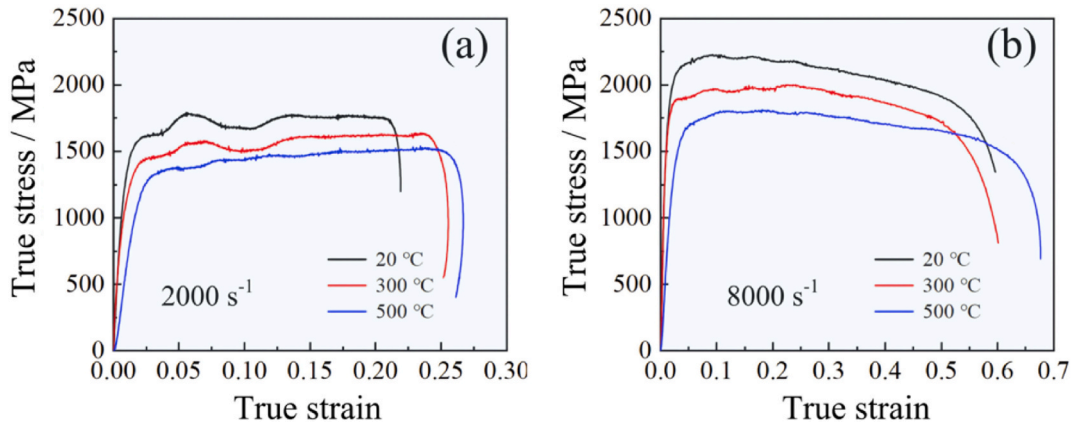 (a)
True stress / MPa
2500
2000
1500
1000
500
0
0.00 0.05 0.10 0.15 0.20 0.25 0.30
True strain
2000 s⁻¹
20 ℃
300 ℃
500 ℃
(b)
True stress / MPa
2500
2000
1500
1000
500
0
0.0 0.1 0.2 0.3 0.4 0.5 0.6 0.7
True strain
8000 s⁻¹
20 ℃
300 ℃
500 ℃